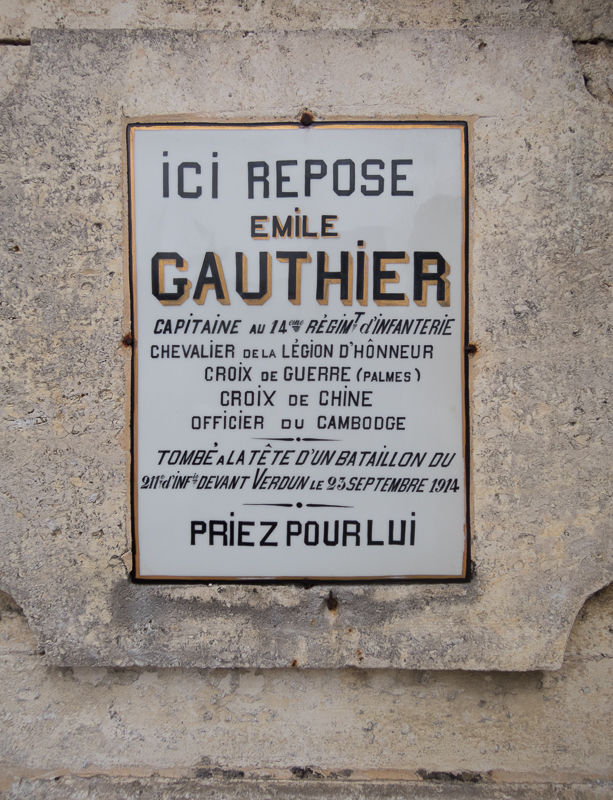 iCi REPOSE
EMiLE
GAUTHiER
CAPITAINE AU 14ème RÉGIMT d'INFANTERIE
CHEVALIER DE LA LÉGION D'HÔNNEUR
CROIX DE GUERRE (PALMES)
CROIX DE CHINE
OFFICIER DU CAMBODGE
TOMBÉ A LA TÊTE D'UN BATAILLON DU
211e d'INFie DEVANT VERDUN LE 23 SEPTEMBRE 1914
PRiEZ POUR LUi